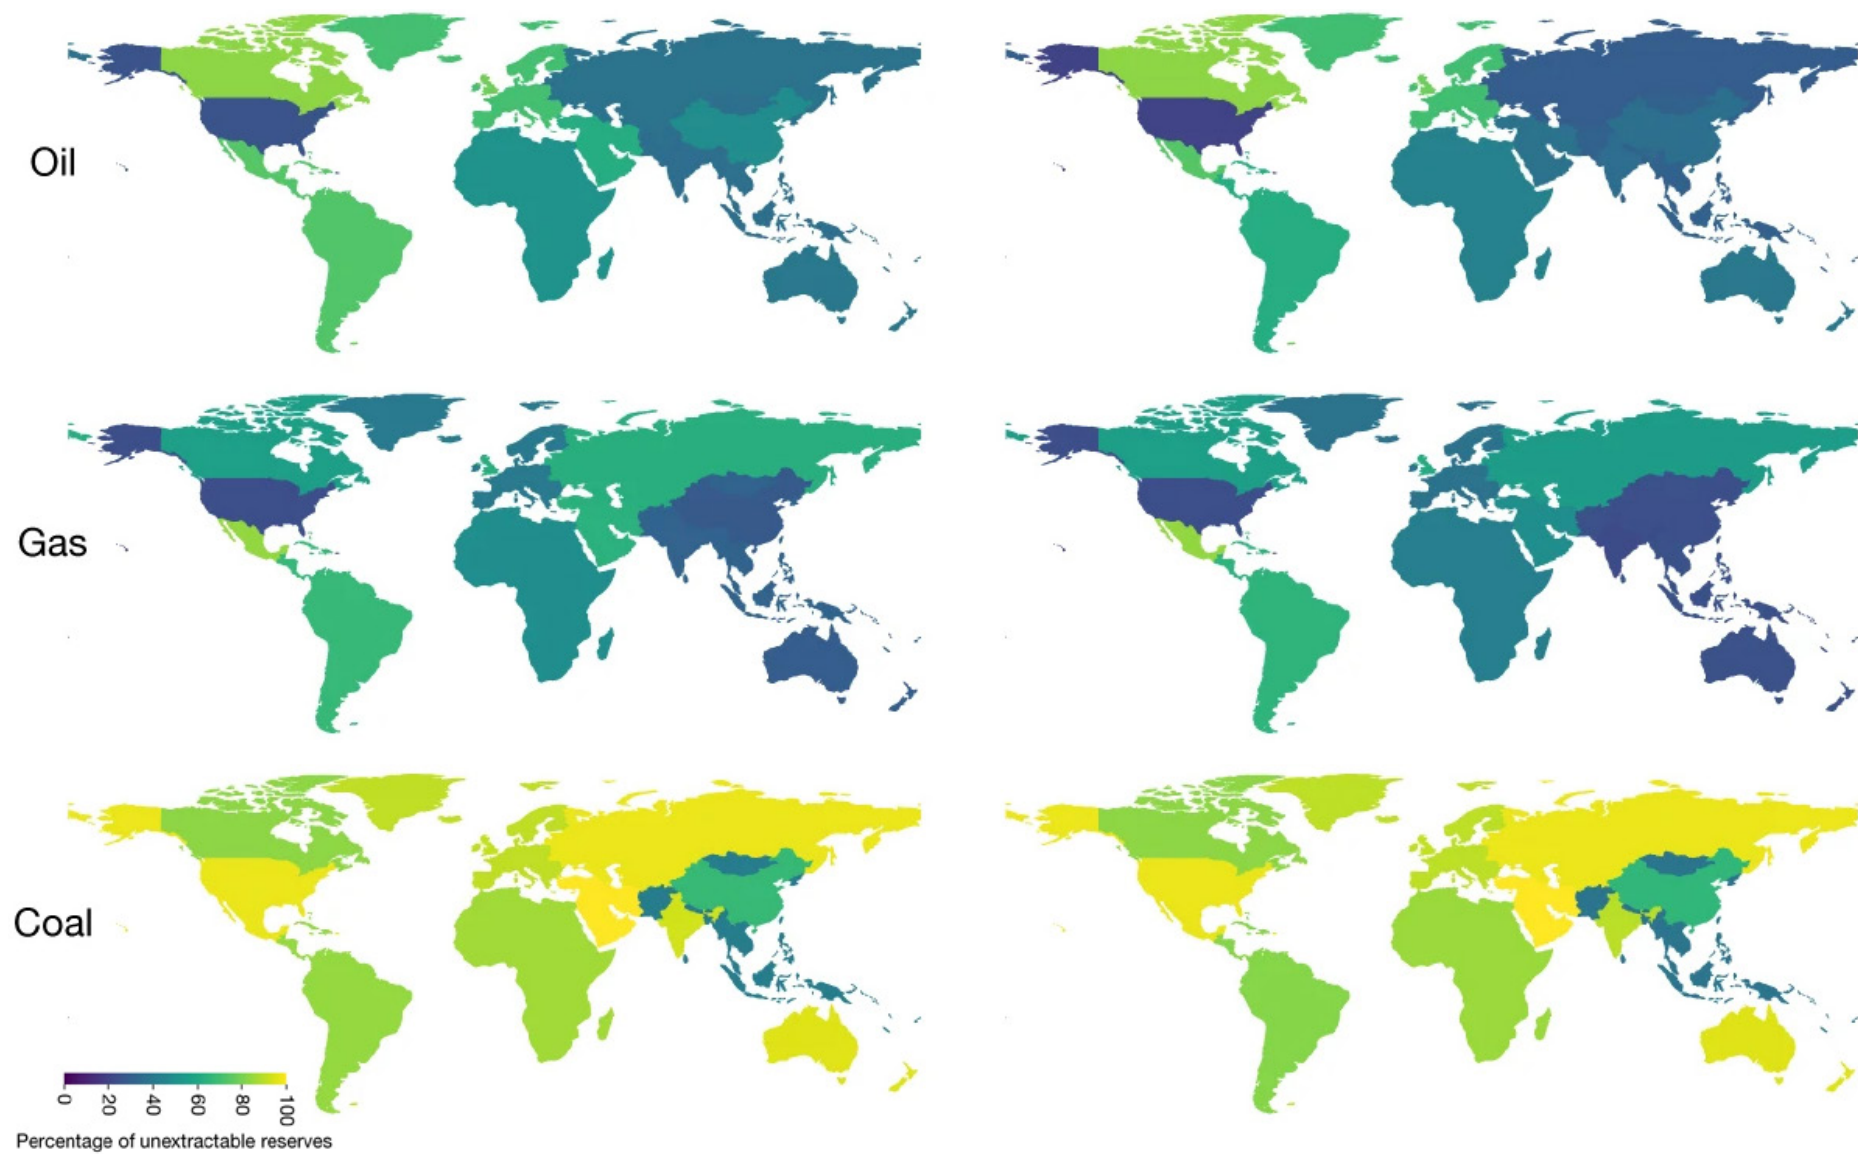 Oil
Gas
Coal
0 20 40 60 80 100
Percentage of unextractable reserves